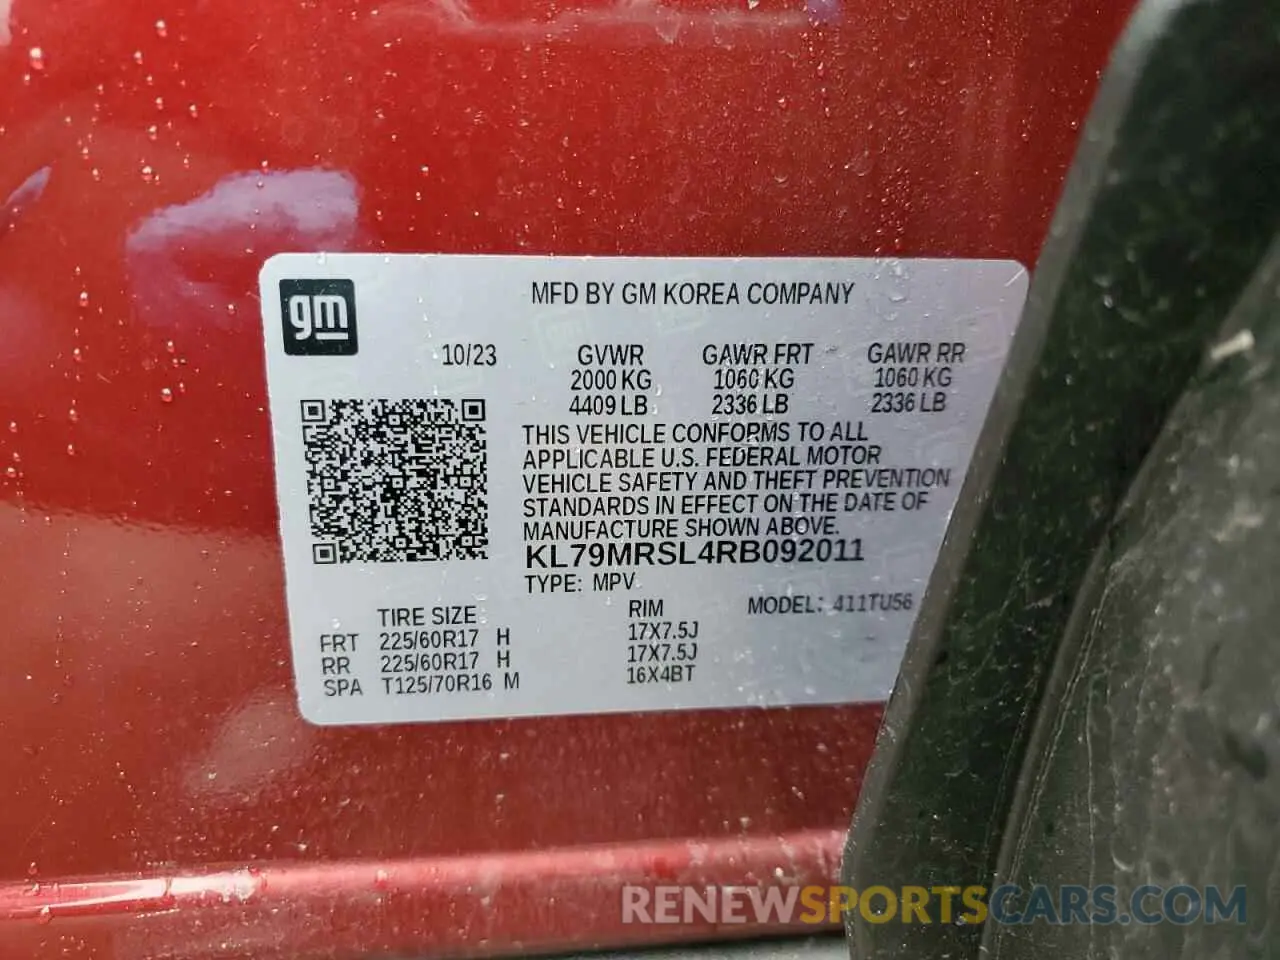 gm
MFD BY GM KOREA COMPANY
10/23 GVWR GAWR FRT GAWR RR
2000 KG 1060 KG 1060 KG
4409 LB 2336 LB 2336 LB
THIS VEHICLE CONFORMS TO ALL
APPLICABLE U.S. FEDERAL MOTOR
VEHICLE SAFETY AND THEFT PREVENTION
STANDARDS IN EFFECT ON THE DATE OF
MANUFACTURE SHOWN ABOVE.
KL79MRSL4RB092011
TYPE: MPV
TIRE SIZE RIM MODEL: 411TU56
FRT 225/60R17 H 17X7.5J
RR 225/60R17 H 17X7.5J
SPA T125/70R16 M 16X4BT
RENEWSPORTSCARS.COM